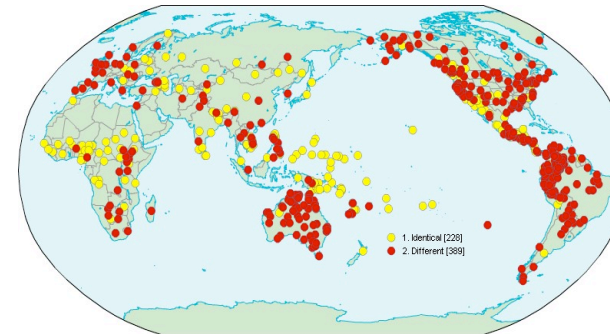 1. Identical [228]
2. Different [389]